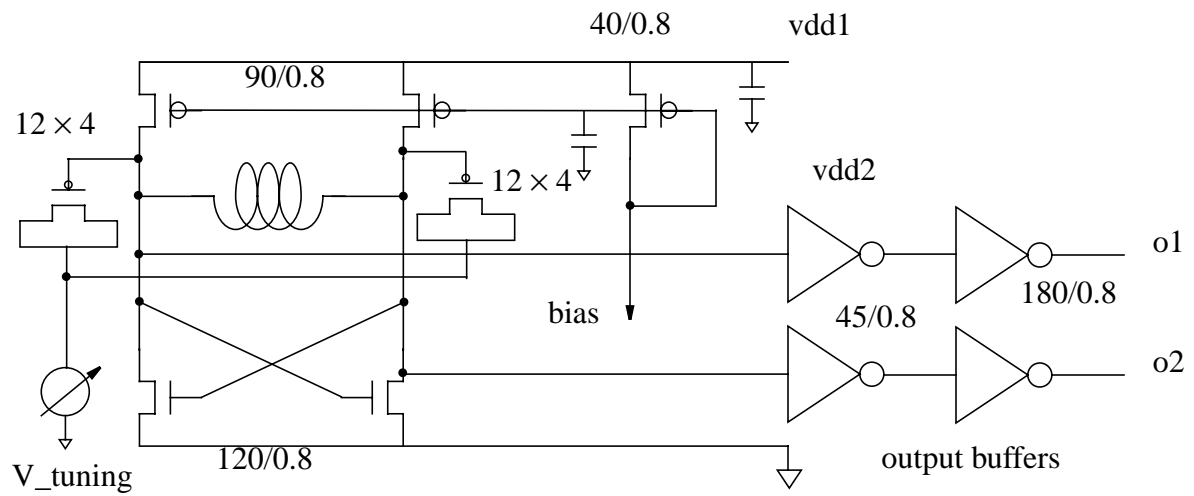 40/0.8
vdd1
90/0.8
12 × 4
12 × 4
vdd2
o1
bias
180/0.8
45/0.8
o2
120/0.8
output buffers
V_tuning